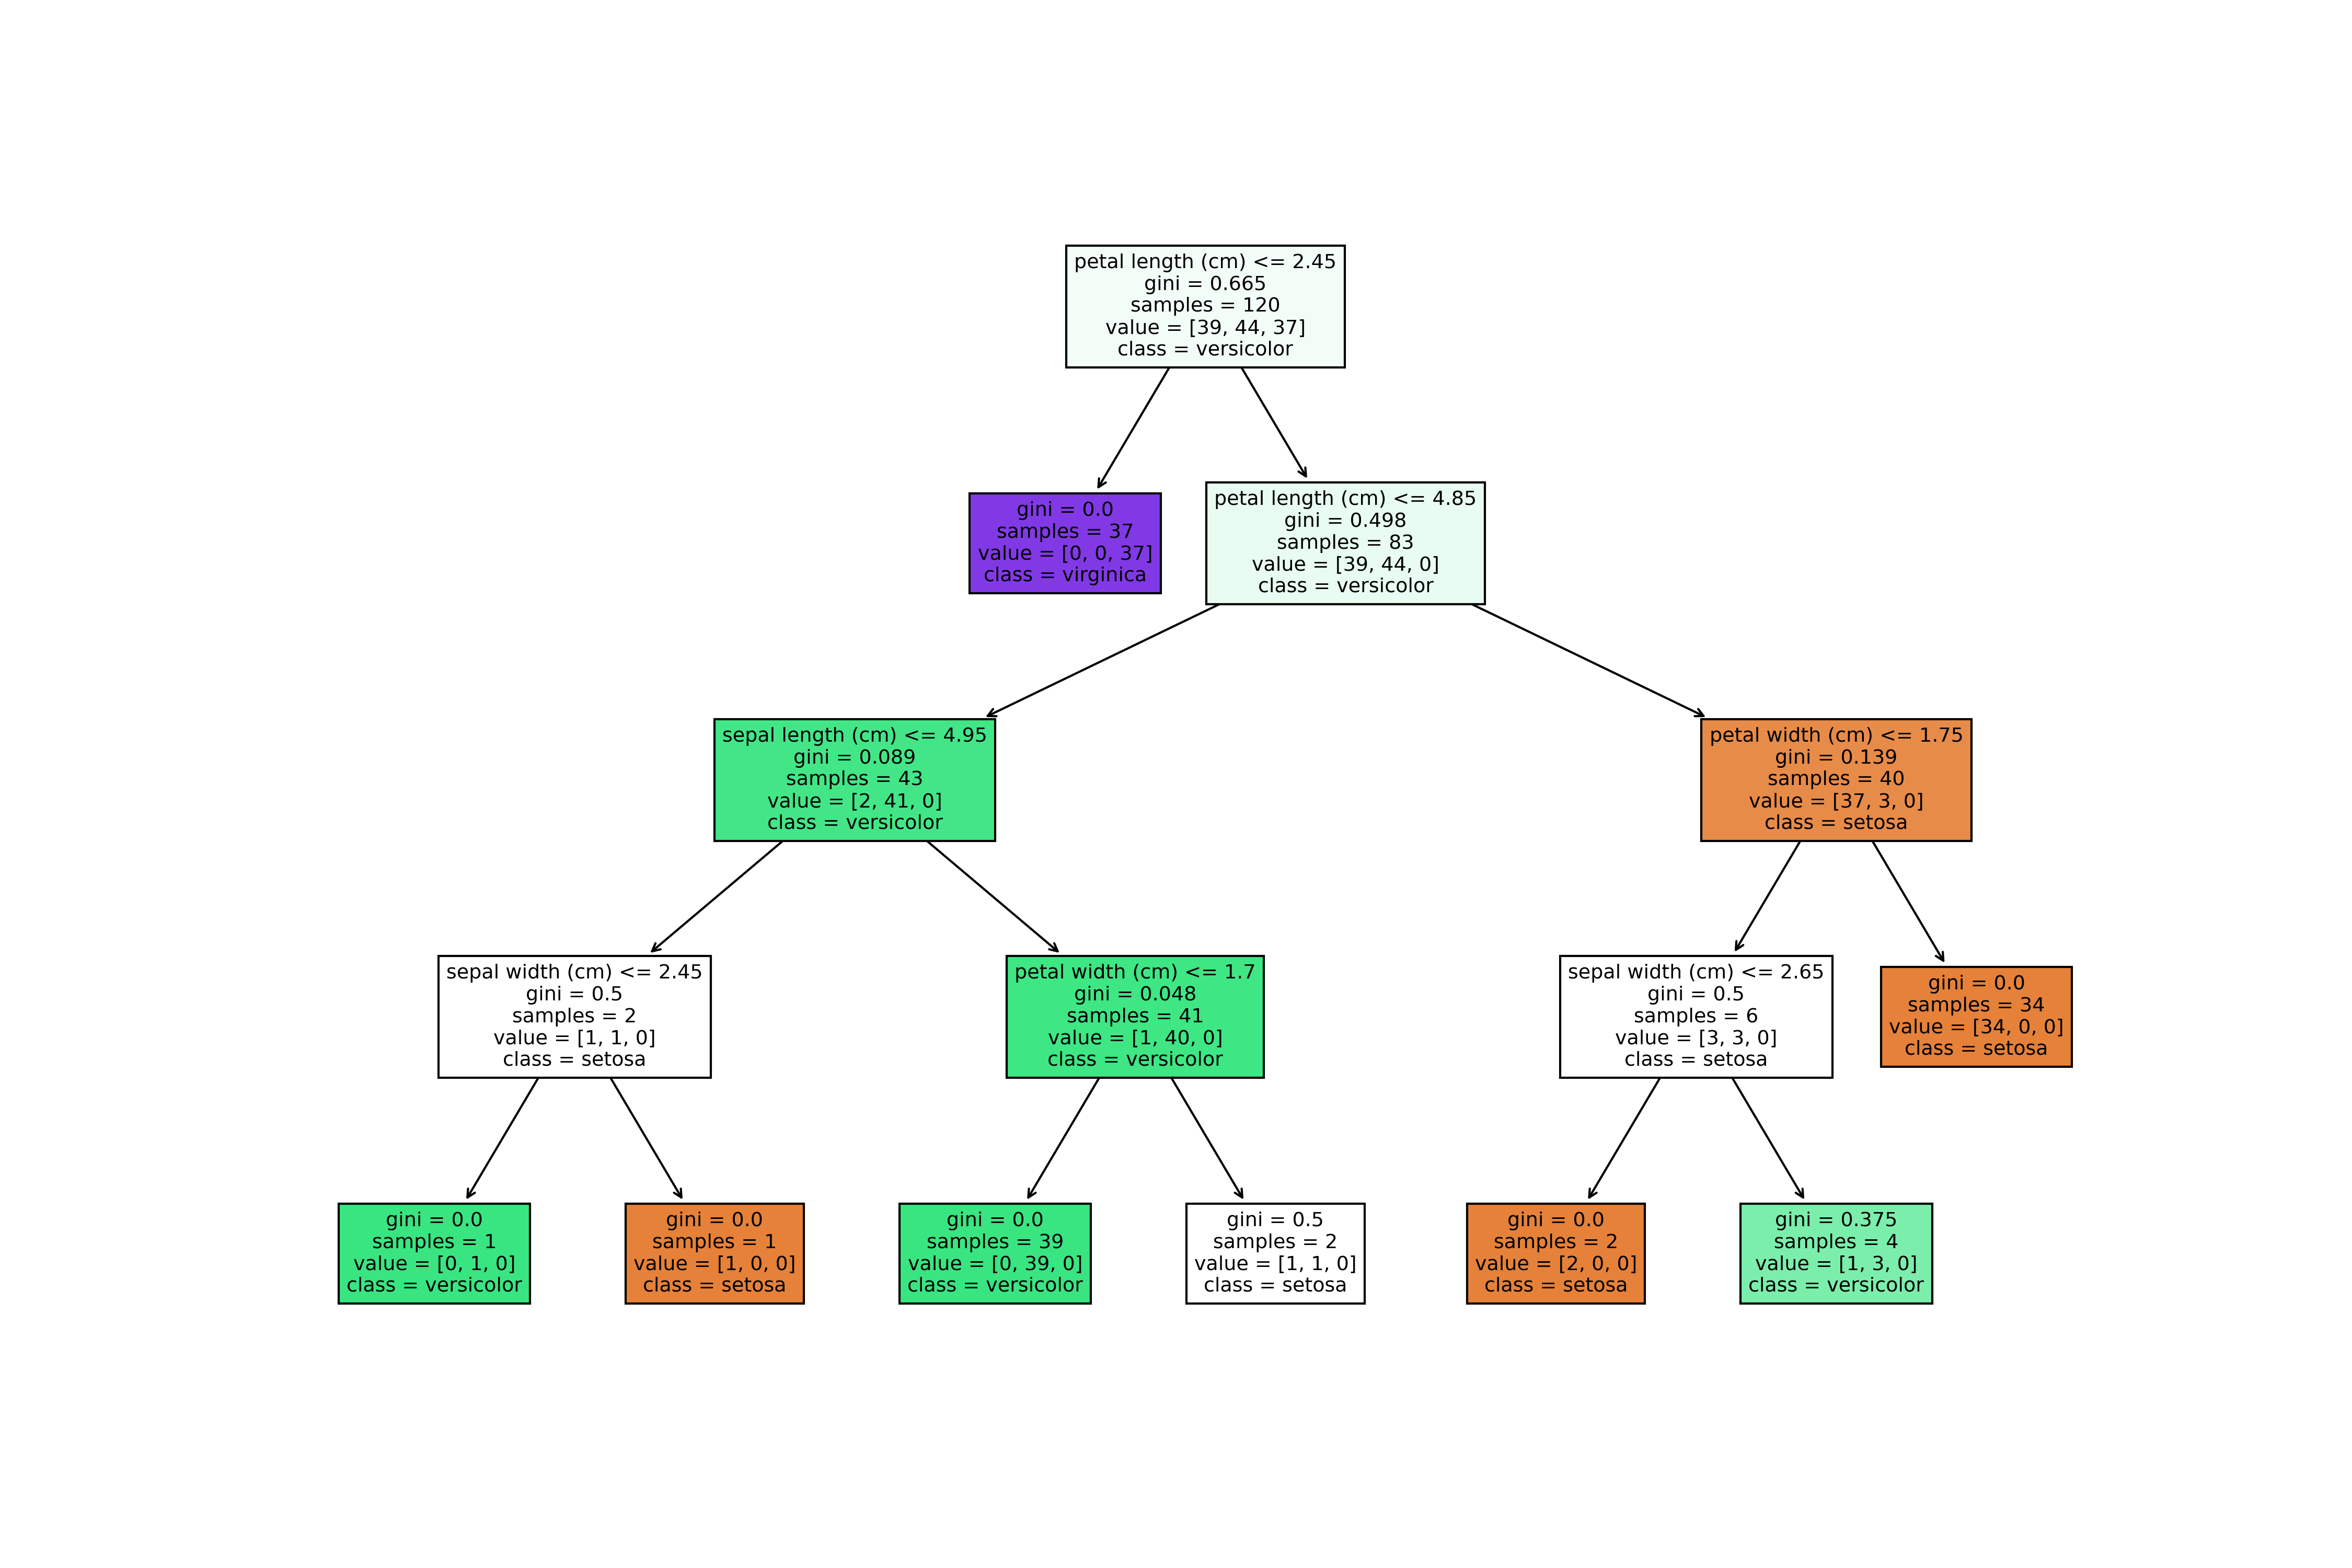 petal length (cm) <= 2.45
gini = 0.665
samples = 120
value = [39, 44, 37]
class = versicolor
gini = 0.0
samples = 37
value = [0, 0, 37]
class = virginica
petal length (cm) <= 4.85
gini = 0.498
samples = 83
value = [39, 44, 0]
class = versicolor
sepal length (cm) <= 4.95
gini = 0.089
samples = 43
value = [2, 41, 0]
class = versicolor
petal width (cm) <= 1.75
gini = 0.139
samples = 40
value = [37, 3, 0]
class = setosa
sepal width (cm) <= 2.45
gini = 0.5
samples = 2
value = [1, 1, 0]
class = setosa
petal width (cm) <= 1.7
gini = 0.048
samples = 41
value = [1, 40, 0]
class = versicolor
sepal width (cm) <= 2.65
gini = 0.5
samples = 6
value = [3, 3, 0]
class = setosa
gini = 0.0
samples = 34
value = [34, 0, 0]
class = setosa
gini = 0.0
samples = 1
value = [0, 1, 0]
class = versicolor
gini = 0.0
samples = 1
value = [1, 0, 0]
class = setosa
gini = 0.0
samples = 39
value = [0, 39, 0]
class = versicolor
gini = 0.5
samples = 2
value = [1, 1, 0]
class = setosa
gini = 0.0
samples = 2
value = [2, 0, 0]
class = setosa
gini = 0.375
samples = 4
value = [1, 3, 0]
class = versicolor